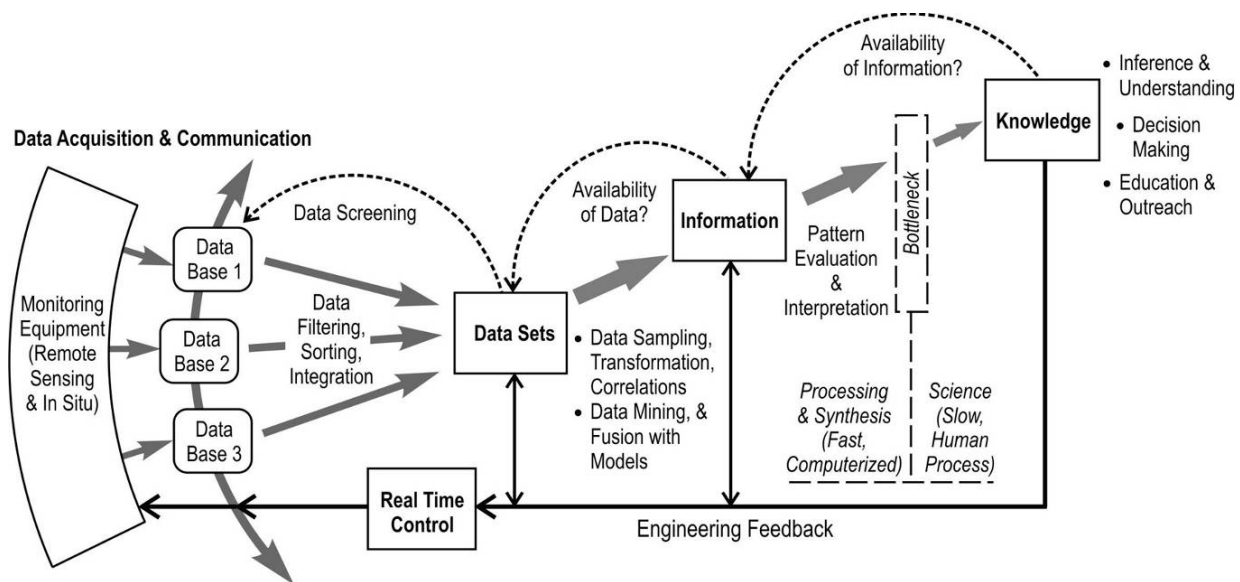 Data Acquisition & Communication
Monitoring
Equipment
(Remote
Sensing
& In Situ)
Data
Base 1
Data
Base 2
Data
Base 3
Data Screening
Data
Filtering,
Sorting,
Integration
Data Sets
Availability
of Data?
• Data Sampling,
Transformation,
Correlations
• Data Mining, &
Fusion with
Models
Information
Availability
of Information?
Pattern
Evaluation
&
Interpretation
Bottleneck
Processing
& Synthesis
(Fast,
Computerized)
Science
(Slow,
Human
Process)
Knowledge
• Inference &
Understanding
• Decision
Making
• Education &
Outreach
Real Time
Control
Engineering Feedback